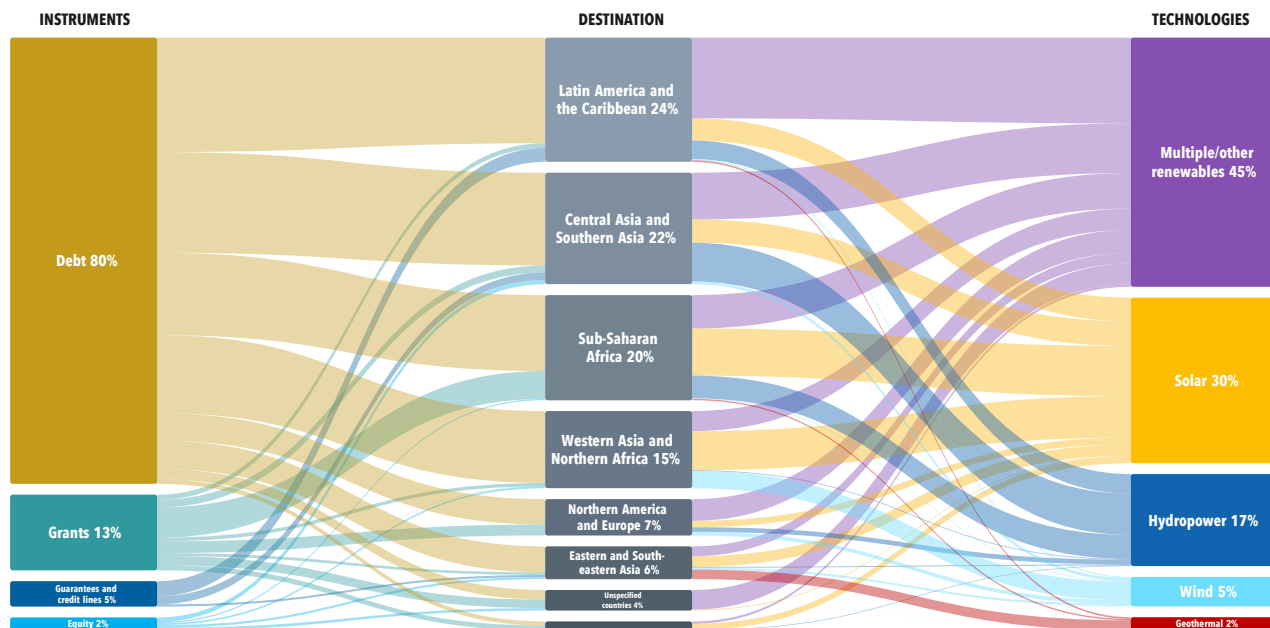 INSTRUMENTS
DESTINATION
TECHNOLOGIES
Debt 80%
Grants 13%
Guarantees and
credit lines 5%
Equity 2%
Latin America and
the Caribbean 24%
Central Asia and
Southern Asia 22%
Sub-Saharan
Africa 20%
Western Asia and
Northern Africa 15%
Northern America
and Europe 7%
Eastern and South-
eastern Asia 6%
Unspecified
countries 4%
Multiple/other
renewables 45%
Solar 30%
Hydropower 17%
Wind 5%
Geothermal 2%